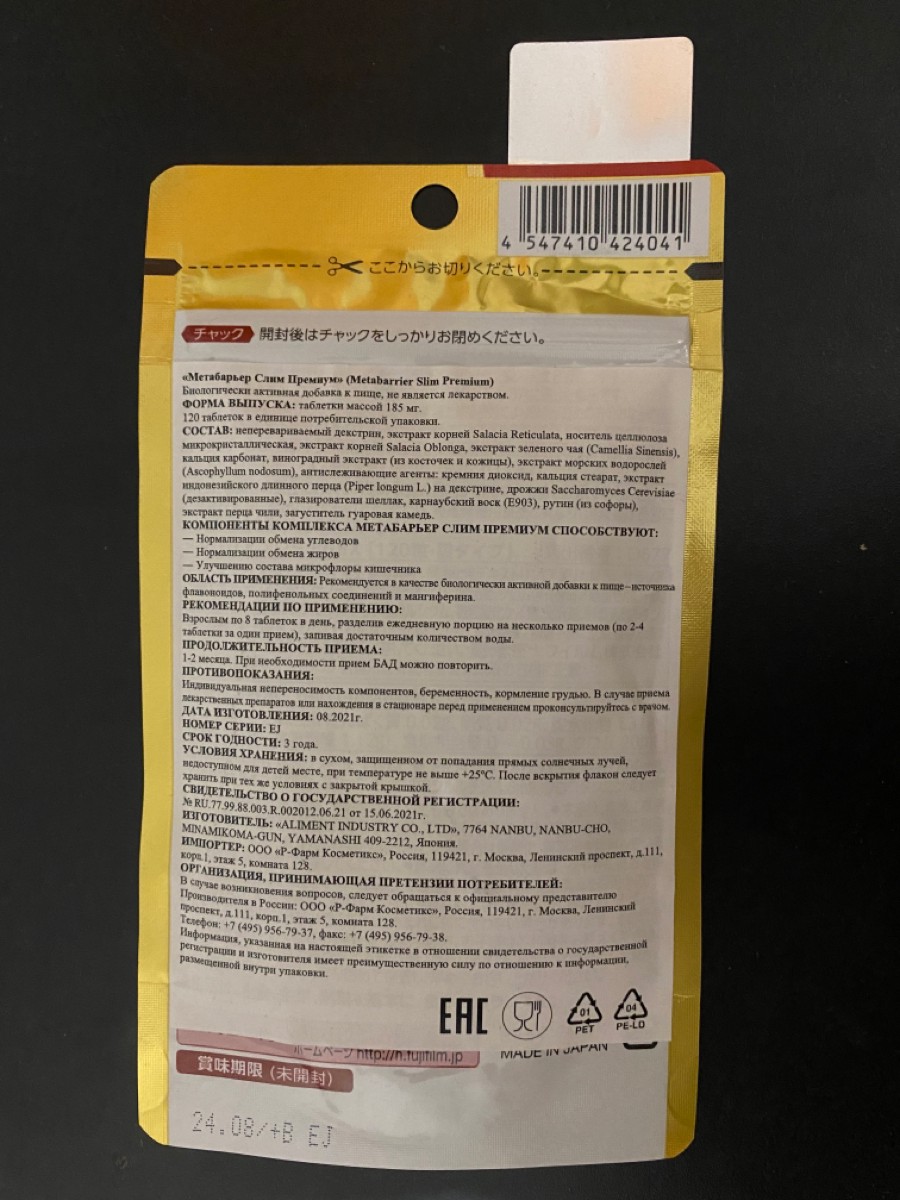 4 547410 424041
ここからお切りください。
チャック 開封後はチャックをしっかりお閉めください。
«Метабарьер Слим Премиум» (Metabarrier Slim Premium)
Биологически активная добавка к пище, не является лекарством.
ФОРМА ВЫПУСКА: таблетки массой 185 мг.
120 таблеток в единице потребительской упаковки.
СОСТАВ: неперевариваемый декстрин, экстракт корней Salacia Reticulata, носитель целлюлоза
микрокристаллическая, экстракт корней Salacia Oblonga, экстракт зеленого чая (Camellia Sinensis),
кальция карбонат, виноградный экстракт (из косточек и кожицы), экстракт морских водорослей
(Ascophyllum nodosum), антислеживающие агенты: кремния диоксид, кальция стеарат, экстракт
индонезийского длинного перца (Piper longum L.) на декстрине, дрожжи Saccharomyces Cerevisiae
(дезактивированные), глазирователи шеллак, карнаубский воск (Е903), рутин (из софоры),
экстракт перца чили, загуститель гуаровая камедь.
КОМПОНЕНТЫ КОМПЛЕКСА МЕТАБАРЬЕР СЛИМ ПРЕМИУМ СПОСОБСТВУЮТ:
— Нормализации обмена углеводов
— Нормализации обмена жиров
— Улучшению состава микрофлоры кишечника
ОБЛАСТЬ ПРИМЕНЕНИЯ: Рекомендуется в качестве биологически активной добавки к пище – источника
флавоноидов, полифенольных соединений и мангиферина.
РЕКОМЕНДАЦИИ ПО ПРИМЕНЕНИЮ:
Взрослым по 8 таблеток в день, разделив ежедневную порцию на несколько приемов (по 2-4
таблетки за один прием), запивая достаточным количеством воды.
ПРОДОЛЖИТЕЛЬНОСТЬ ПРИЕМА:
1-2 месяца. При необходимости прием БАД можно повторить.
ПРОТИВОПОКАЗАНИЯ:
Индивидуальная непереносимость компонентов, беременность, кормление грудью. В случае приема
лекарственных препаратов или нахождения в стационаре перед применением проконсультируйтесь с врачом.
ДАТА ИЗГОТОВЛЕНИЯ: 08.2021г.
НОМЕР СЕРИИ: EJ
СРОК ГОДНОСТИ: 3 года.
УСЛОВИЯ ХРАНЕНИЯ: в сухом, защищенном от попадания прямых солнечных лучей,
недоступном для детей месте, при температуре не выше +25°С. После вскрытия флакон следует
хранить при тех же условиях с закрытой крышкой.
СВИДЕТЕЛЬСТВО О ГОСУДАРСТВЕННОЙ РЕГИСТРАЦИИ:
№ RU.77.99.88.003.R.002012.06.21 от 15.06.2021г.
ИЗГОТОВИТЕЛЬ: «ALIMENT INDUSTRY CO., LTD», 7764 NANBU, NANBU-CHO,
MINAMIKOMA-GUN, YAMANASHI 409-2212, Япония.
ИМПОРТЕР: ООО «Р-Фарм Косметикс», Россия, 119421, г. Москва, Ленинский проспект, д.111,
корп.1, этаж 5, комната 128.
ОРГАНИЗАЦИЯ, ПРИНИМАЮЩАЯ ПРЕТЕНЗИИ ПОТРЕБИТЕЛЕЙ:
В случае возникновения вопросов, следует обращаться к официальному представителю
Производителя в России: ООО «Р-Фарм Косметикс», Россия, 119421, г. Москва, Ленинский
проспект, д.111, корп.1, этаж 5, комната 128.
Телефон: +7 (495) 956-79-37, факс: +7 (495) 956-79-38.
Информация, указанная на настоящей этикетке в отношении свидетельства о государственной
регистрации и изготовителя имеет преимущественную силу по отношению к информации,
размещенной внутри упаковки.
EAC 01 PET 04 PE-LD
ホームページ http://h.fujifilm.jp
MADE IN JAPAN
賞味期限（未開封）
24.08/+B EJ